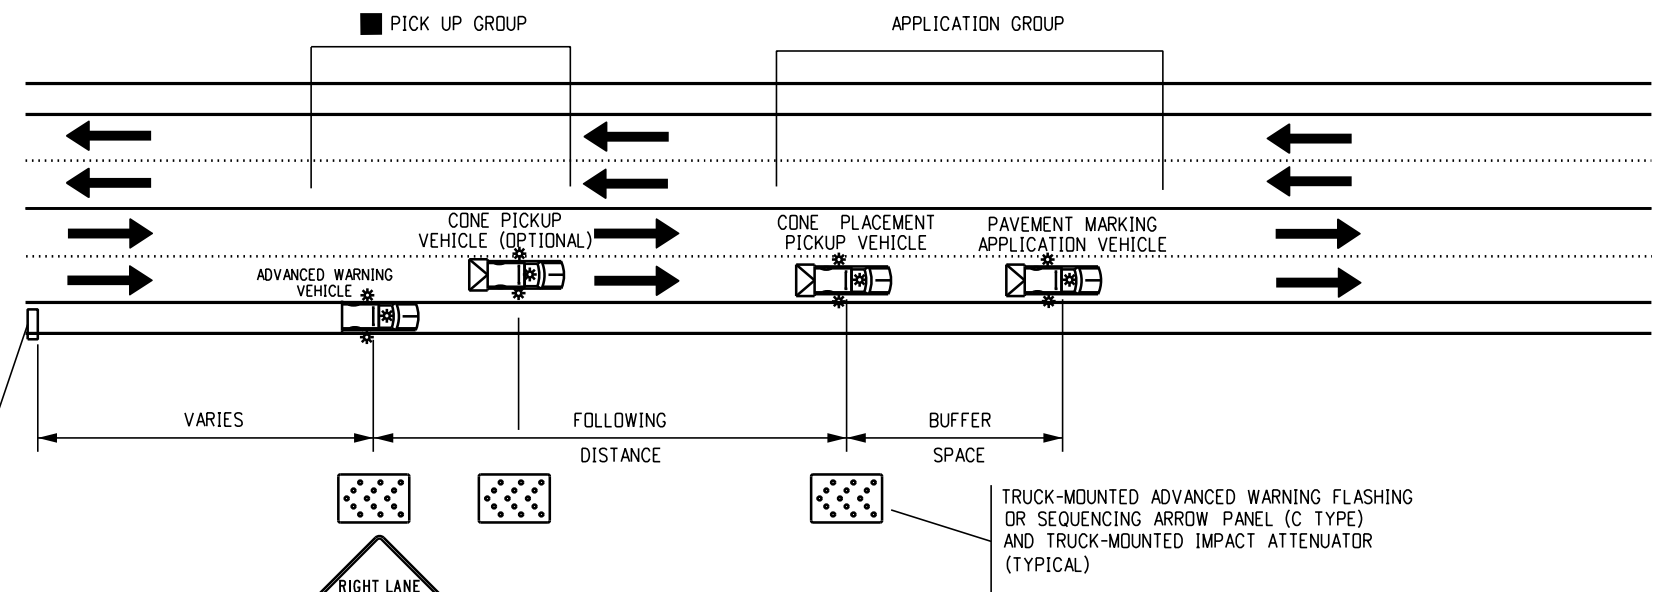 PICK UP GROUP
APPLICATION GROUP
CONE PICKUP
VEHICLE (OPTIONAL)
CONE PLACEMENT
PICKUP VEHICLE
PAVEMENT MARKING
APPLICATION VEHICLE
ADVANCED WARNING
VEHICLE
VARIES
FOLLOWING
DISTANCE
BUFFER
SPACE
TRUCK-MOUNTED ADVANCED WARNING FLASHING
OR SEQUENCING ARROW PANEL (C TYPE)
AND TRUCK-MOUNTED IMPACT ATTENUATOR
(TYPICAL)
RIGHT LANE